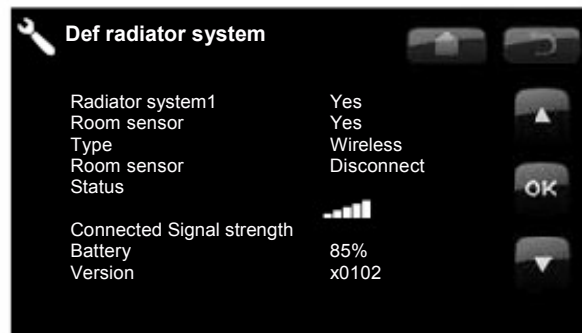 Def radiator system
Radiator system1 Yes
Room sensor Yes
Type Wireless
Room sensor Disconnect
Status
Connected Signal strength
Battery 85%
Version x0102
OK